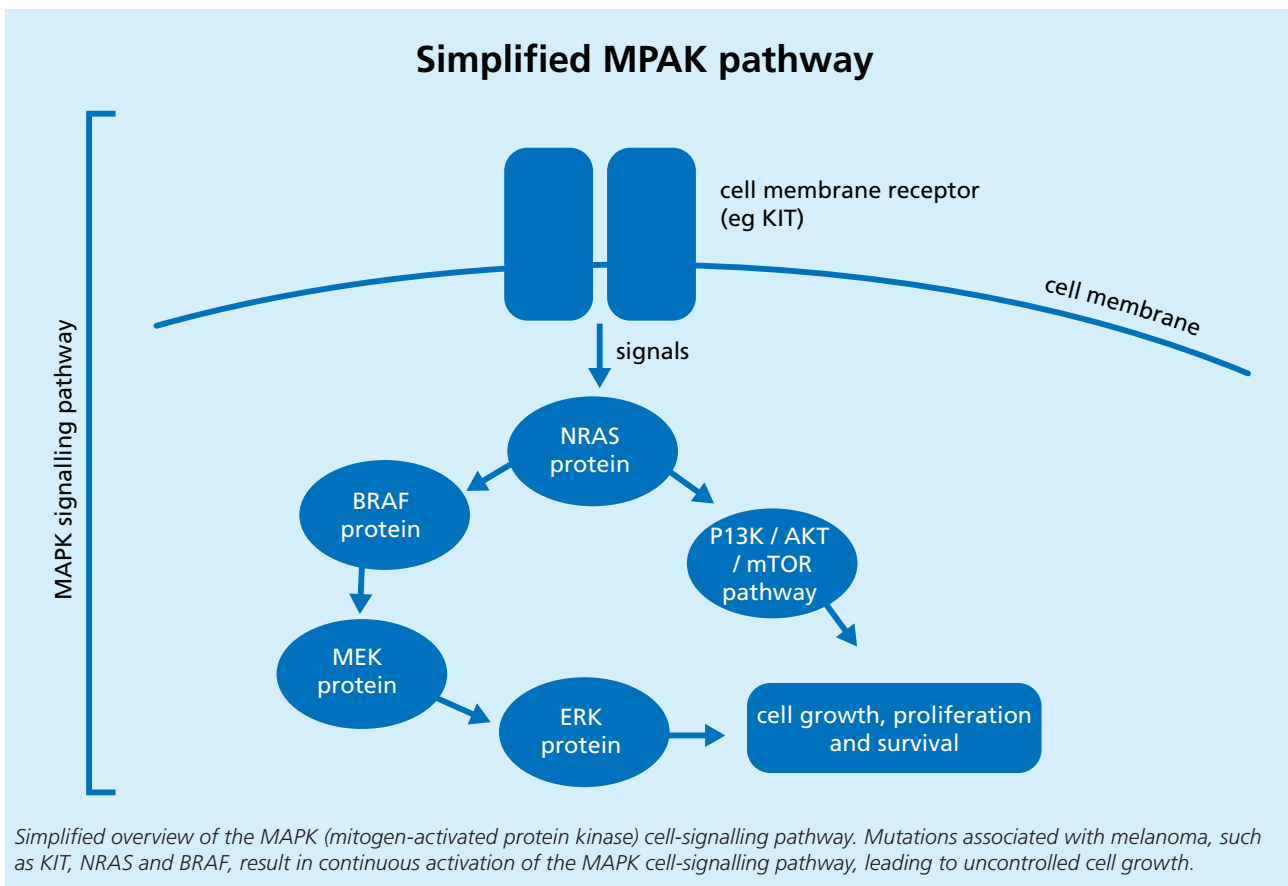 Simplified MPAK pathway
MAPK signalling pathway
cell membrane receptor
(eg KIT)
cell membrane
signals
NRAS
protein
BRAF
protein
P13K / AKT
/ mTOR
pathway
MEK
protein
ERK
protein
cell growth, proliferation
and survival
Simplified overview of the MAPK (mitogen-activated protein kinase) cell-signalling pathway. Mutations associated with melanoma, such
as KIT, NRAS and BRAF, result in continuous activation of the MAPK cell-signalling pathway, leading to uncontrolled cell growth.